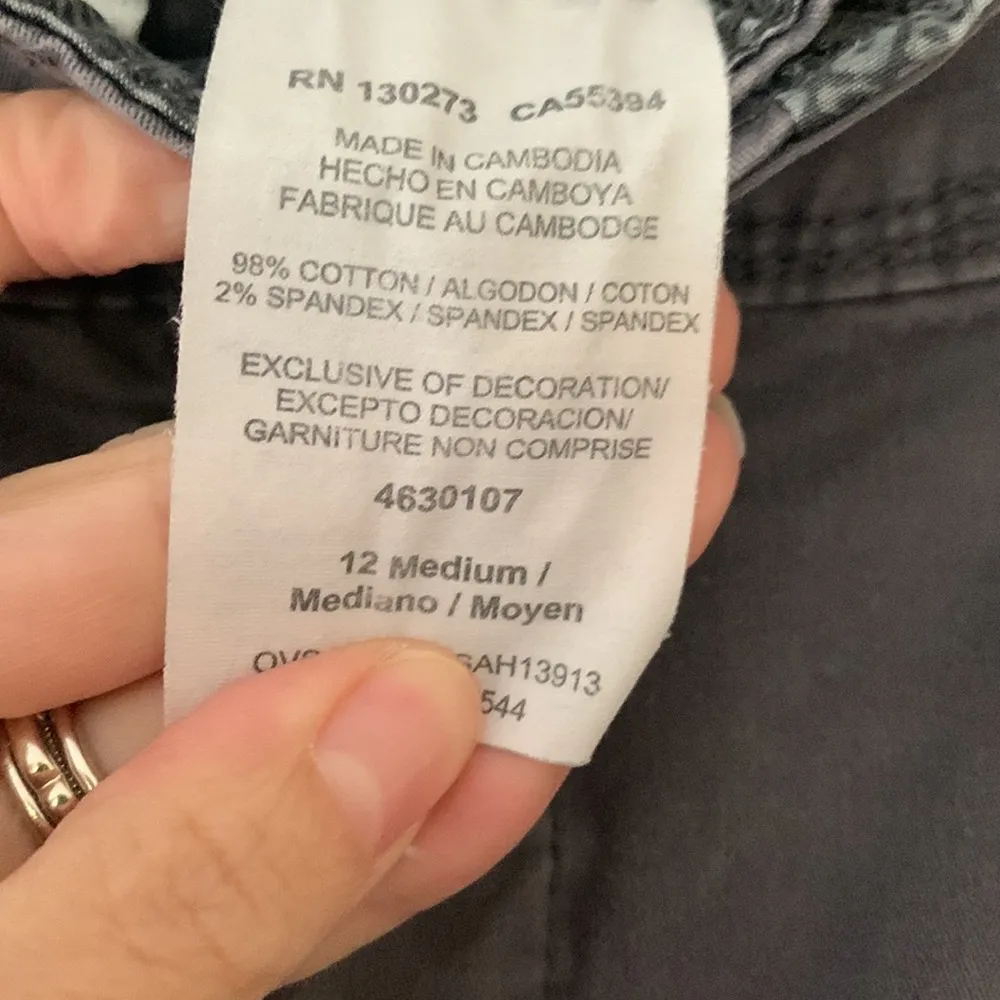 RN 130273 CA55394
MADE IN CAMBODIA
HECHO EN CAMBOYA
FABRIQUE AU CAMBODGE
98% COTTON / ALGODON / COTON
2% SPANDEX / SPANDEX / SPANDEX
EXCLUSIVE OF DECORATION/
EXCEPTO DECORACION/
GARNITURE NON COMPRISE
4630107
12 Medium /
Mediano / Moyen